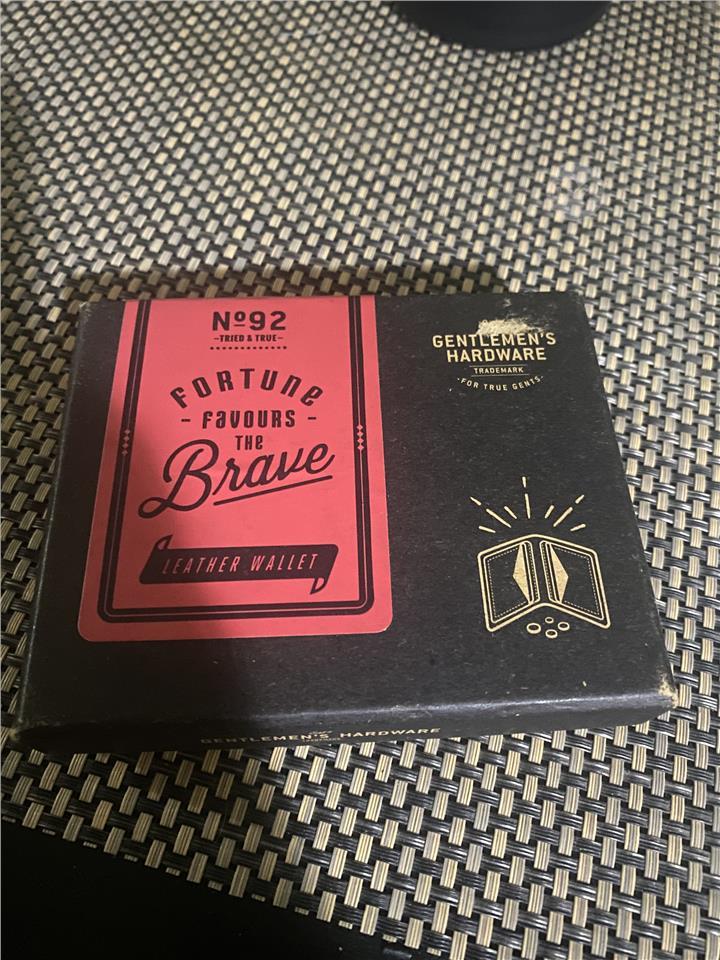 Nº92
-TRIED & TRUE-
FORTUNE
- FAVOURS -
THE
Brave
LEATHER WALLET
GENTLEMEN'S
HARDWARE
TRADEMARK
-FOR TRUE GENTS-
GENTLEMEN'S HARDWARE